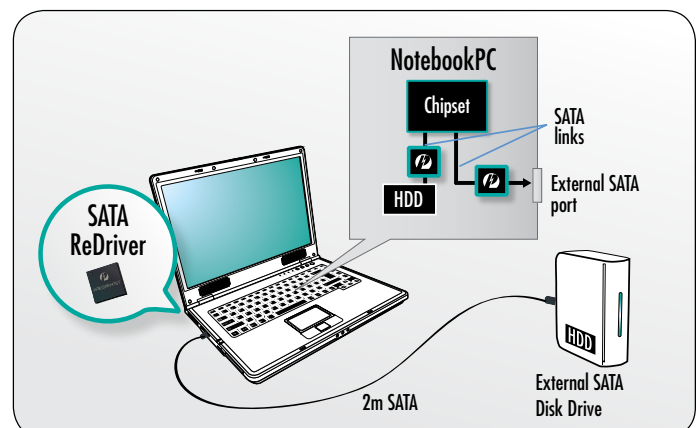 NotebookPC
Chipset
SATA
links
HDD
External SATA
port
SATA
ReDriver
HDD
2m SATA
External SATA
Disk Drive